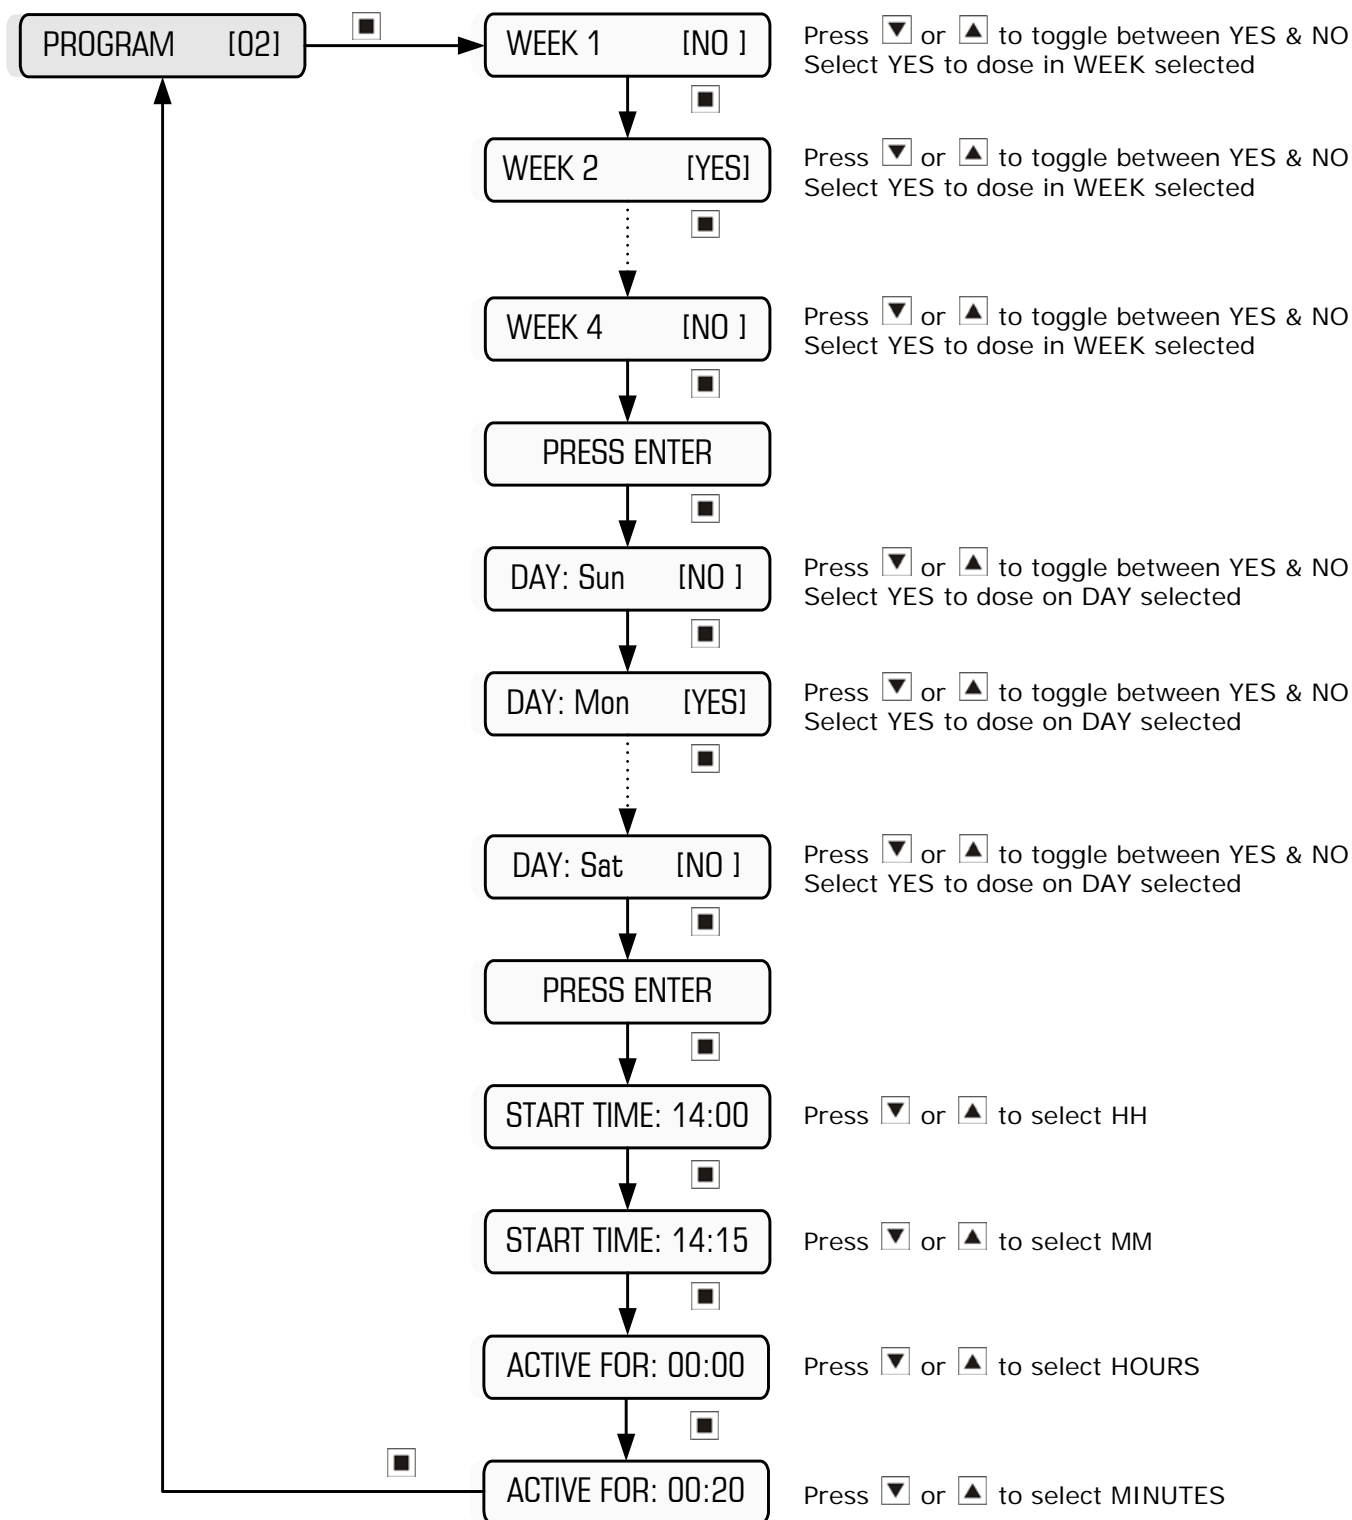 PROGRAM [02]
WEEK 1 [NO ]
Press ▼ or ▲ to toggle between YES & NO
Select YES to dose in WEEK selected
WEEK 2 [YES]
Press ▼ or ▲ to toggle between YES & NO
Select YES to dose in WEEK selected
WEEK 4 [NO ]
Press ▼ or ▲ to toggle between YES & NO
Select YES to dose in WEEK selected
PRESS ENTER
DAY: Sun [NO ]
Press ▼ or ▲ to toggle between YES & NO
Select YES to dose on DAY selected
DAY: Mon [YES]
Press ▼ or ▲ to toggle between YES & NO
Select YES to dose on DAY selected
DAY: Sat [NO ]
Press ▼ or ▲ to toggle between YES & NO
Select YES to dose on DAY selected
PRESS ENTER
START TIME: 14:00
Press ▼ or ▲ to select HH
START TIME: 14:15
Press ▼ or ▲ to select MM
ACTIVE FOR: 00:00
Press ▼ or ▲ to select HOURS
ACTIVE FOR: 00:20
Press ▼ or ▲ to select MINUTES